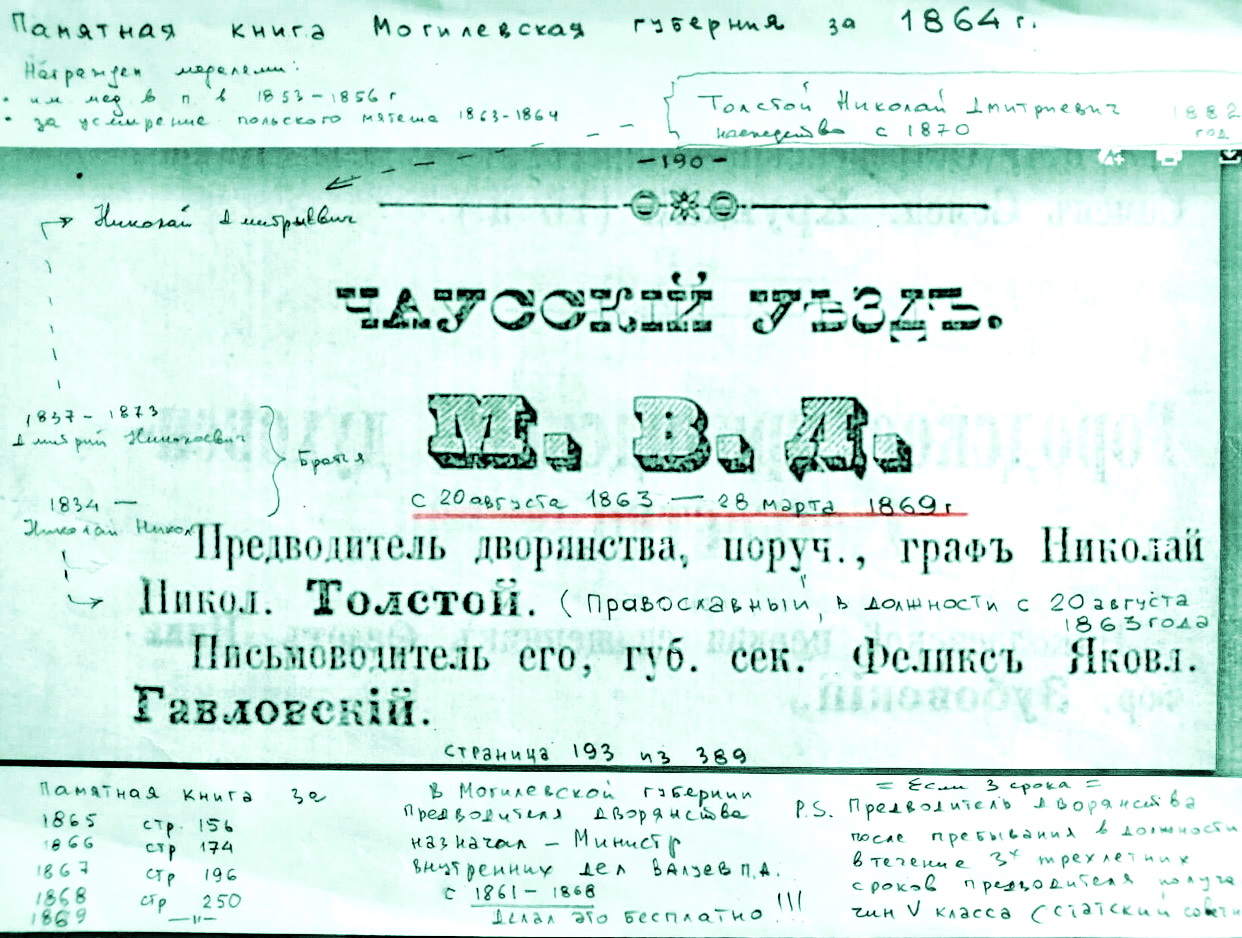 Памятная книга Могилевская губерния за 1864 г.
Награжден медалями:
• им мед в п. в 1853-1856 г
• за усмирение польского мятежа 1863-1864
Толстой Николай Дмитриевич 1882
с 1870 год
-190-
Николай Дмитрыевич
ЧАУССКІЙ УѢЗДЪ.
М. В. Д.
1837 - 1873
Дмитрий Николаевич
Братья
1834 —
Николай Никол
с 20 августа 1863 — 28 марта 1869 г
Предводитель дворянства, поруч., графъ Николай
Никол. Толстой. (Православный, в должности с 20 августа
1863 года
Письмоводитель его, губ. сек. Феликсъ Яковл.
Гавловскій.
страница 193 из 389
Памятная книга за
1865 стр. 156
1866 стр 174
1867 стр 196
1868 стр 250
1869 —"—
В Могилевской губернии
предводителя дворянства
назначал — Министр
внутренних дел Валуев П.А.
с 1861 - 1868
Делал это бесплатно !!!
= Если 3 срока =
P.S. Предводитель дворянства
после пребывания в должности
в течение 3х трехлетних
сроков предводителя получа
чин V класса (статский советн